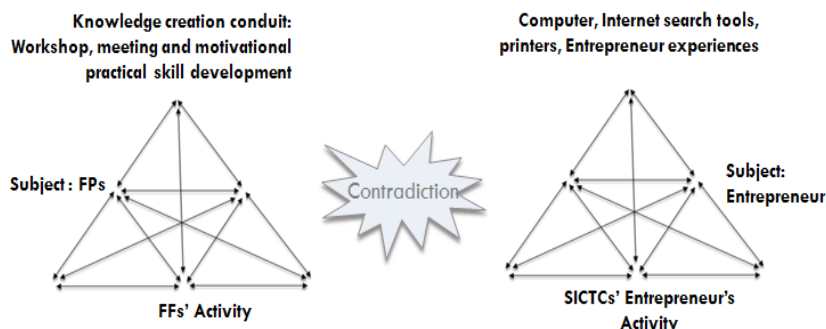 Knowledge creation conduit:
Workshop, meeting and motivational
practical skill development
Subject : FPs
FFs’ Activity
Contradiction
Computer, Internet search tools,
printers, Entrepreneur experiences
Subject:
Entrepreneur
SICTCs’ Entrepreneur’s
Activity